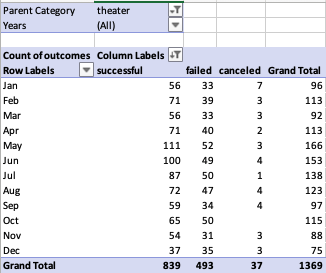 Parent Category theater
Years (All)
Count of outcomes Column Labels
Row Labels successful failed canceled Grand Total
Jan 56 33 7 96
Feb 71 39 3 113
Mar 56 33 3 92
Apr 71 40 2 113
May 111 52 3 166
Jun 100 49 4 153
Jul 87 50 1 138
Aug 72 47 4 123
Sep 59 34 4 97
Oct 65 50 115
Nov 54 31 3 88
Dec 37 35 3 75
Grand Total 839 493 37 1369